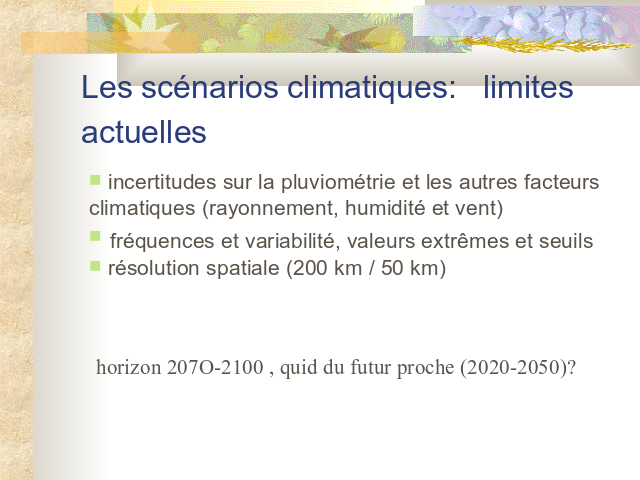 Les scénarios climatiques: limites
actuelles
incertitudes sur la pluviométrie et les autres facteurs
climatiques (rayonnement, humidité et vent)
fréquences et variabilité, valeurs extrêmes et seuils
résolution spatiale (200 km / 50 km)
horizon 207O-2100 , quid du futur proche (2020-2050)?